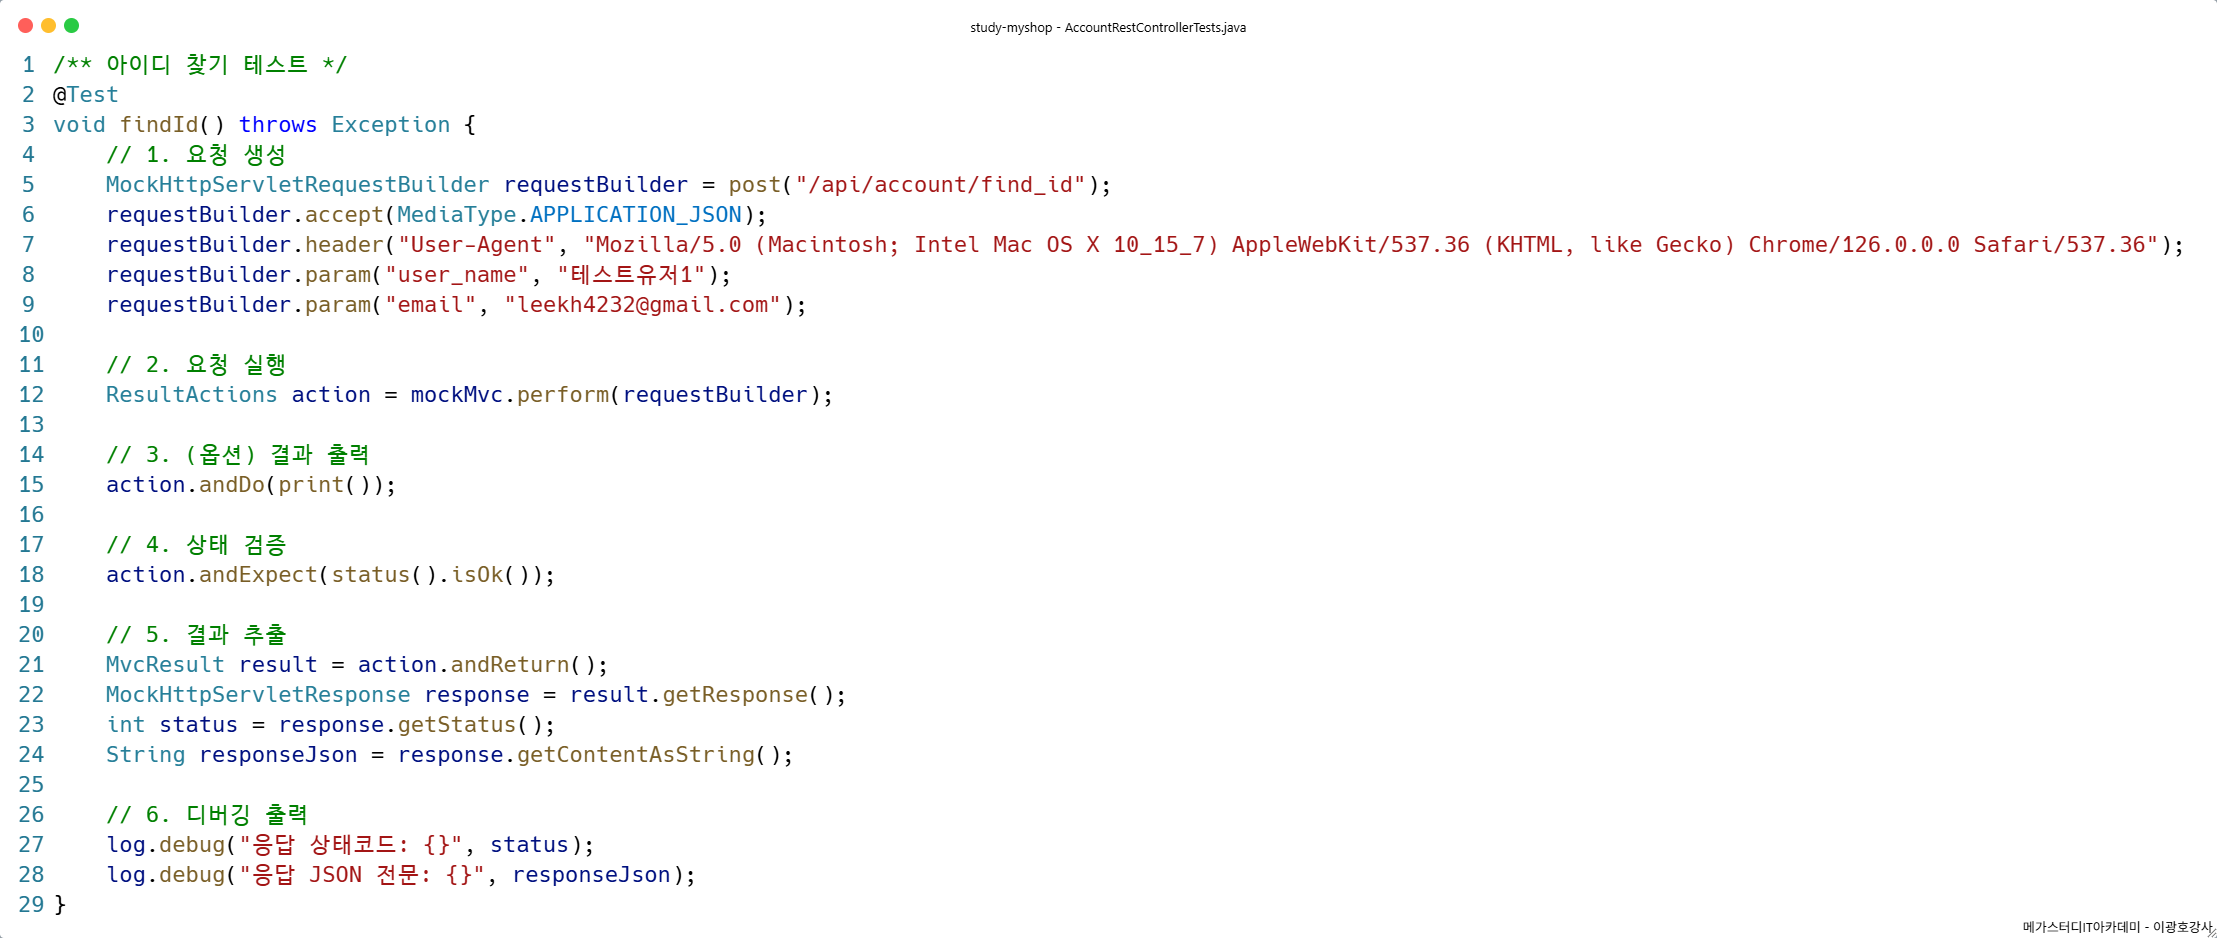 study-myshop - AccountRestControllerTests.java
1 /** 아이디 찾기 테스트 */
2 @Test
3 void findId() throws Exception {
4     // 1. 요청 생성
5     MockHttpServletRequestBuilder requestBuilder = post("/api/account/find_id");
6     requestBuilder.accept(MediaType.APPLICATION_JSON);
7     requestBuilder.header("User-Agent", "Mozilla/5.0 (Macintosh; Intel Mac OS X 10_15_7) AppleWebKit/537.36 (KHTML, like Gecko) Chrome/126.0.0.0 Safari/537.36");
8     requestBuilder.param("user_name", "테스트유저1");
9     requestBuilder.param("email", "leekh4232@gmail.com");
10
11     // 2. 요청 실행
12     ResultActions action = mockMvc.perform(requestBuilder);
13
14     // 3. (옵션) 결과 출력
15     action.andDo(print());
16
17     // 4. 상태 검증
18     action.andExpect(status().isOk());
19
20     // 5. 결과 추출
21     MvcResult result = action.andReturn();
22     MockHttpServletResponse response = result.getResponse();
23     int status = response.getStatus();
24     String responseJson = response.getContentAsString();
25
26     // 6. 디버깅 출력
27     log.debug("응답 상태코드: {}", status);
28     log.debug("응답 JSON 전문: {}", responseJson);
29 }
메가스터디IT아카데미 - 이광호강사